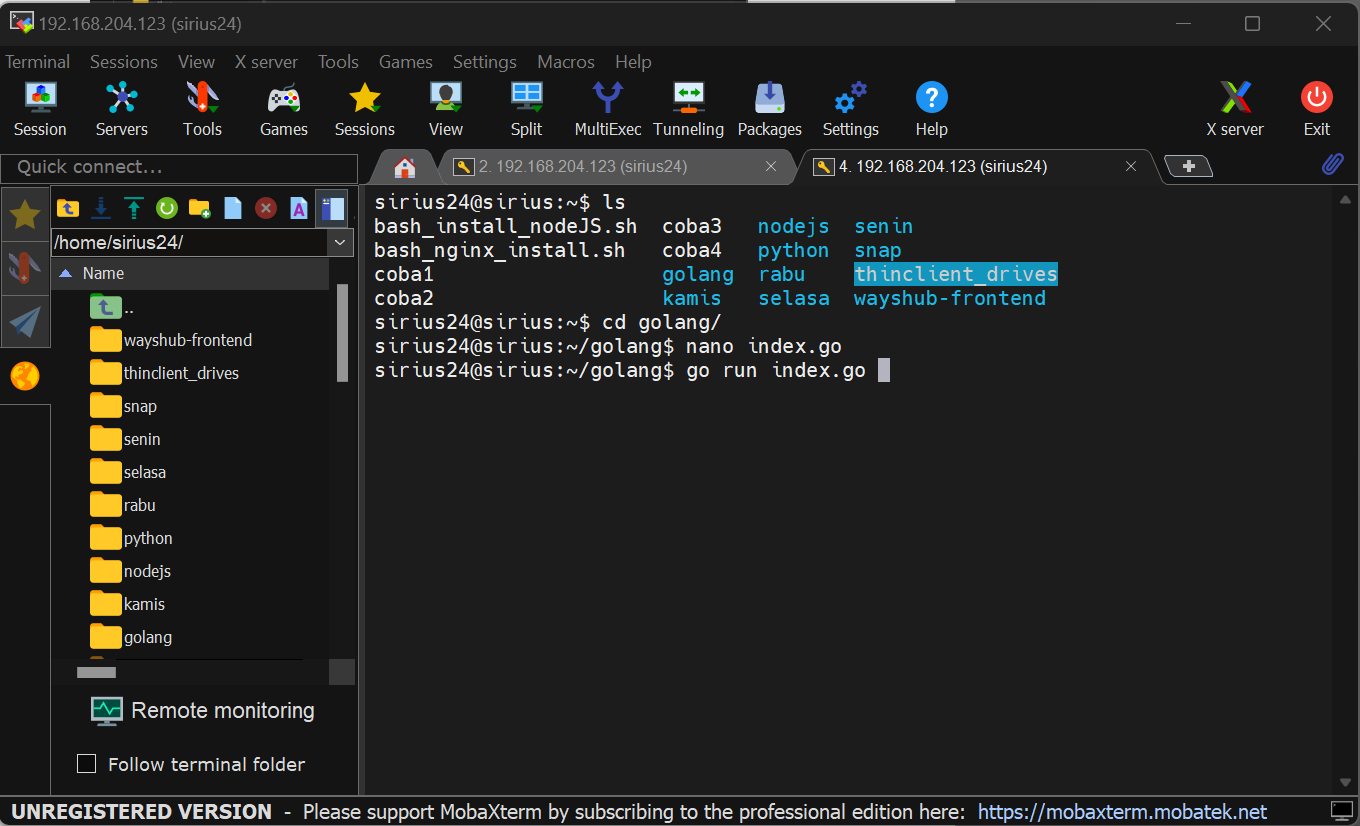 192.168.204.123 (sirius24)
Terminal Sessions View X server Tools Games Settings Macros Help
Session Servers Tools Games Sessions View Split MultiExec Tunneling Packages Settings Help X server Exit
Quick connect...
2. 192.168.204.123 (sirius24)
4. 192.168.204.123 (sirius24)
/home/sirius24/
Name
..
wayshub-frontend
thinclient_drives
snap
senin
selasa
rabu
python
nodejs
kamis
golang
Remote monitoring
Follow terminal folder
sirius24@sirius:~$ ls
bash_install_nodeJS.sh coba3 nodejs senin
bash_nginx_install.sh coba4 python snap
coba1 golang rabu thinclient_drives
coba2 kamis selasa wayshub-frontend
sirius24@sirius:~$ cd golang/
sirius24@sirius:~/golang$ nano index.go
sirius24@sirius:~/golang$ go run index.go
UNREGISTERED VERSION - Please support MobaXterm by subscribing to the professional edition here: https://mobaxterm.mobatek.net